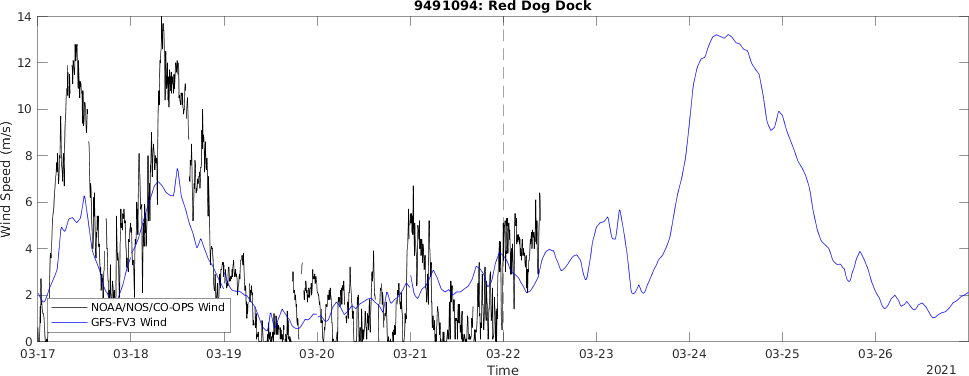 9491094: Red Dog Dock
14
12
10
8
6
4
2
0
Wind Speed (m/s)
NOAA/NOS/CO-OPS Wind
GFS-FV3 Wind
03-17 03-18 03-19 03-20 03-21 03-22 03-23 03-24 03-25 03-26
Time
2021